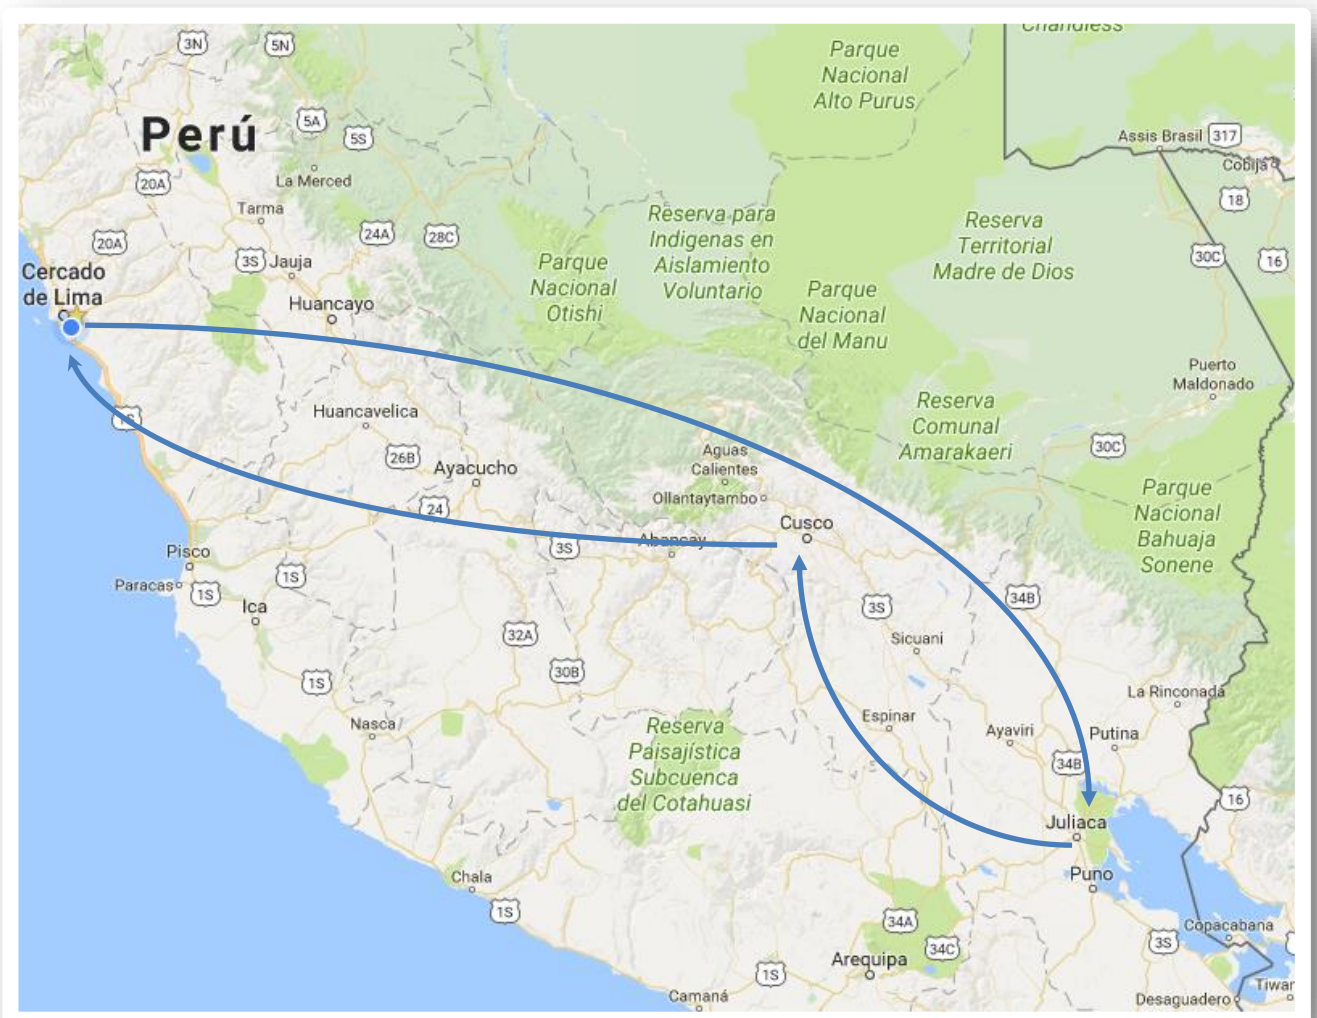 Chandless
3N
5N
Parque
Nacional
Alto Purus
5A
5S
Perú
Assis Brasil
317
Cobija
La Merced
20A
18
Tarma
24A
28C
Reserva para
Indigenas en
Aislamiento
Voluntario
Reserva
Territorial
Madre de Dios
20A
3S
Jauja
30C
16
Parque
Nacional
Otishi
Cercado
de Lima
Huancayo
Parque
Nacional
del Manu
Puerto
Maldonado
1S
Huancavelica
Reserva
Comunal
Amarakaeri
30C
26B
Ayacucho
Aguas
Calientes
Ollantaytambo
24
Parque
Nacional
Bahuaja
Sonene
Cusco
3S
Abancay
Pisco
Paracas
1S
1S
Ica
3S
34B
32A
Sicuani
30B
1S
La Rinconada
Nasca
Reserva
Paisajística
Subcuenca
del Cotahuasi
Espinar
Ayaviri
Putina
34B
16
Juliaca
Chala
Puno
1S
34A
34C
Copacabana
3S
Arequipa
1S
Camaná
Desaguadero
Tiwan